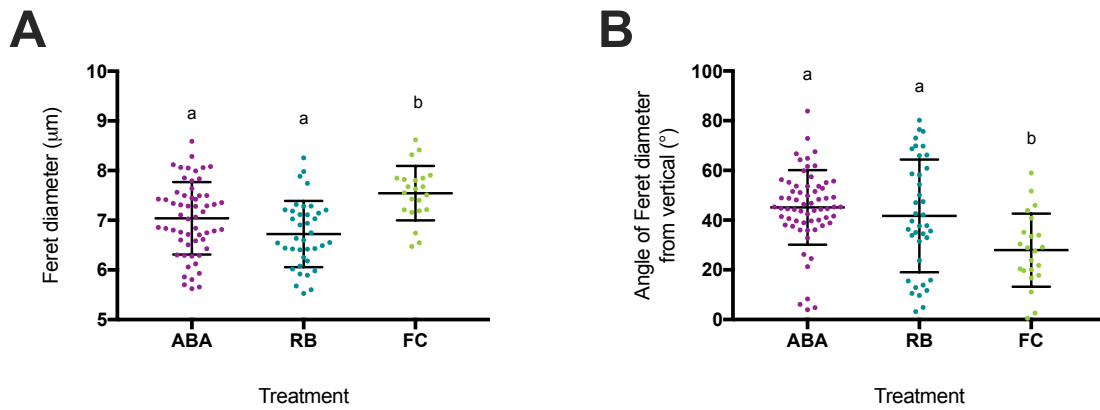 A
Feret diameter (μm)
10
9
8
7
6
5
a
a
b
ABA
RB
FC
Treatment
B
Angle of Feret diameter
from vertical (°)
100
80
60
40
20
0
a
a
b
ABA
RB
FC
Treatment